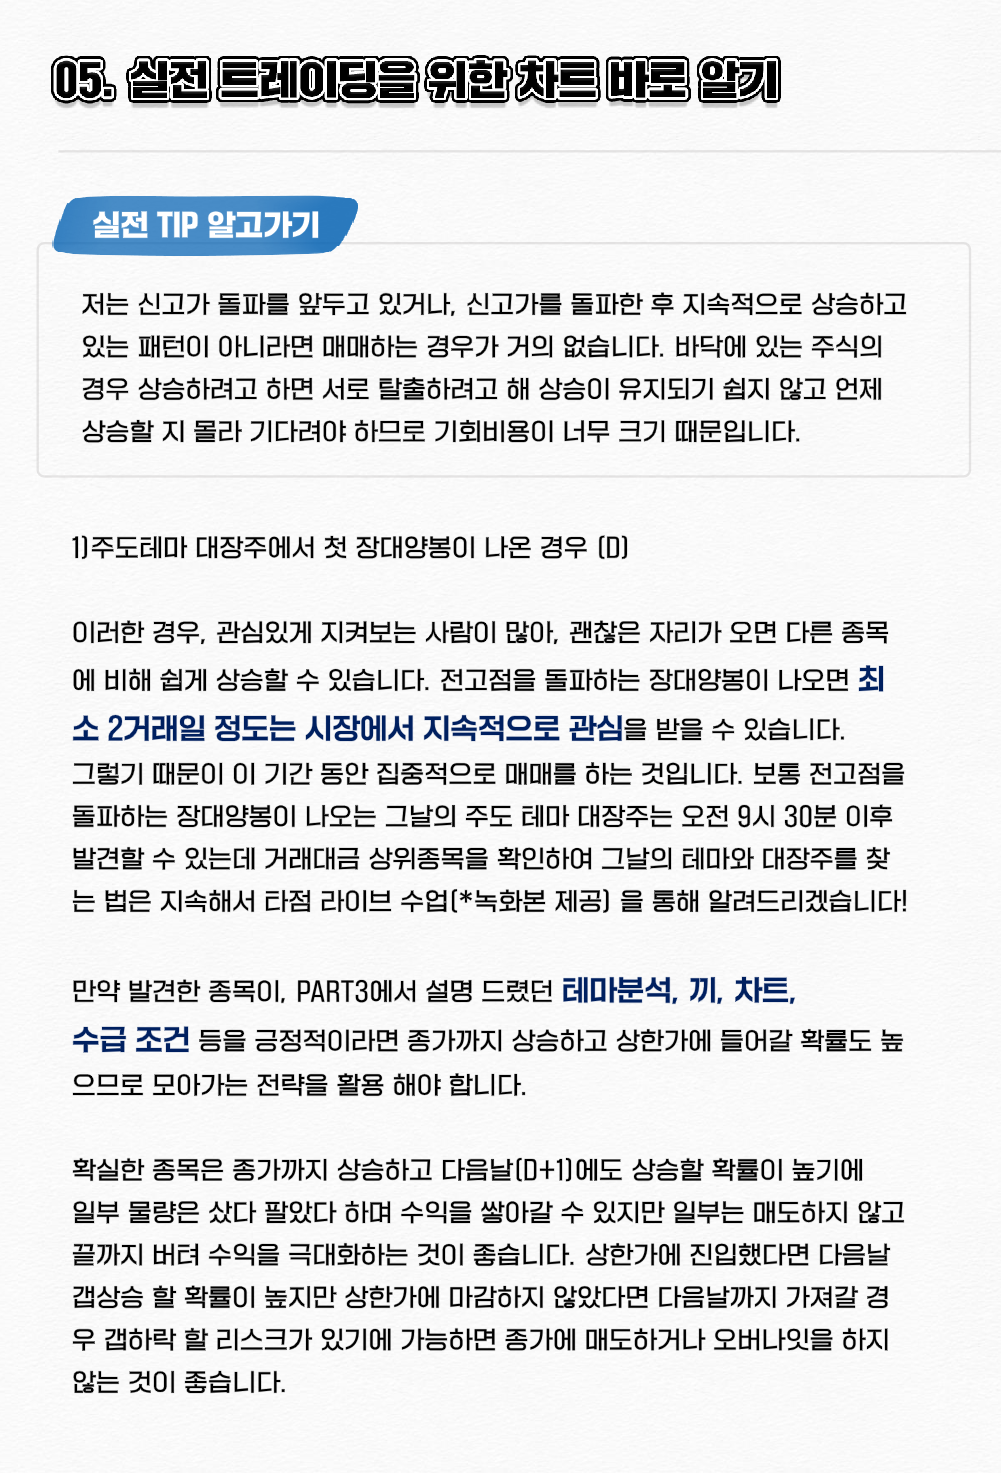 05. 실전 트레이딩을 위한 차트 바로 알기
실전 TIP 알고가기
저는 신고가 돌파를 앞두고 있거나, 신고가를 돌파한 후 지속적으로 상승하고
있는 패턴이 아니라면 매매하는 경우가 거의 없습니다. 바닥에 있는 주식의
경우 상승하려고 하면 서로 탈출하려고 해 상승이 유지되기 쉽지 않고 언제
상승할 지 몰라 기다려야 하므로 기회비용이 너무 크기 때문입니다.
1)주도테마 대장주에서 첫 장대양봉이 나온 경우 (D)
이러한 경우, 관심있게 지켜보는 사람이 많아, 괜찮은 자리가 오면 다른 종목
에 비해 쉽게 상승할 수 있습니다. 전고점을 돌파하는 장대양봉이 나오면 최
소 2거래일 정도는 시장에서 지속적으로 관심을 받을 수 있습니다.
그렇기 때문이 이 기간 동안 집중적으로 매매를 하는 것입니다. 보통 전고점을
돌파하는 장대양봉이 나오는 그날의 주도 테마 대장주는 오전 9시 30분 이후
발견할 수 있는데 거래대금 상위종목을 확인하여 그날의 테마와 대장주를 찾
는 법은 지속해서 타점 라이브 수업(*녹화본 제공) 을 통해 알려드리겠습니다!
만약 발견한 종목이, PART3에서 설명 드렸던 테마분석, 끼, 차트,
수급 조건 등을 긍정적이라면 종가까지 상승하고 상한가에 들어갈 확률도 높
으므로 모아가는 전략을 활용 해야 합니다.
확실한 종목은 종가까지 상승하고 다음날(D+1)에도 상승할 확률이 높기에
일부 물량은 샀다 팔았다 하며 수익을 쌓아갈 수 있지만 일부는 매도하지 않고
끝까지 버텨 수익을 극대화하는 것이 좋습니다. 상한가에 진입했다면 다음날
갭상승 할 확률이 높지만 상한가에 마감하지 않았다면 다음날까지 가져갈 경
우 갭하락 할 리스크가 있기에 가능하면 종가에 매도하거나 오버나잇을 하지
않는 것이 좋습니다.